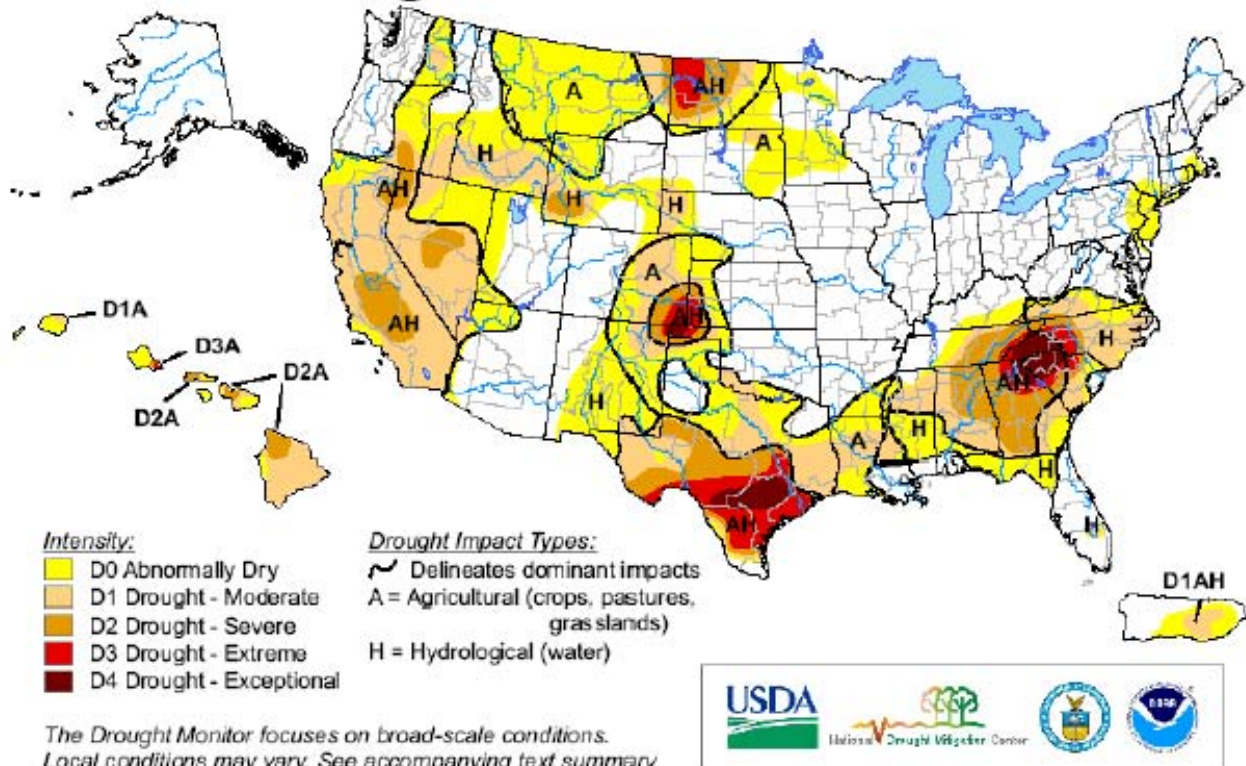 A
AH
H
A
AH
H
H
A
AH
AH
H
AH
H
A
H
H
AH
H
D1A
D3A
D2A
D2A
D1AH
Intensity:
D0 Abnormally Dry
D1 Drought - Moderate
D2 Drought - Severe
D3 Drought - Extreme
D4 Drought - Exceptional
Drought Impact Types:
Delineates dominant impacts
A = Agricultural (crops, pastures,
grasslands)
H = Hydrological (water)
The Drought Monitor focuses on broad-scale conditions.
Local conditions may vary. See accompanying text summary
USDA
National Drought Mitigation Center